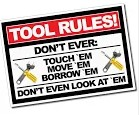 TOOL RULES!
DON'T EVER:
TOUCH 'EM
MOVE 'EM
BORROW 'EM
DON'T EVEN LOOK AT 'EM